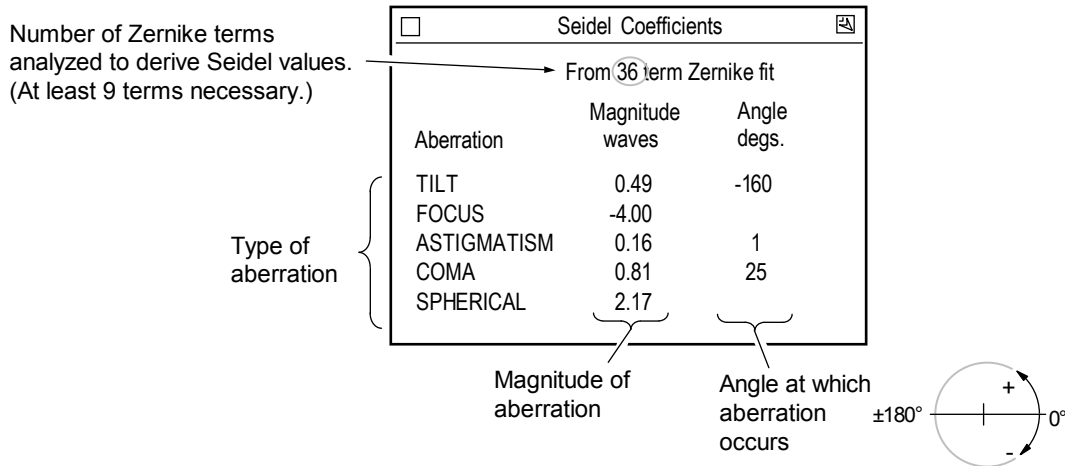 Number of Zernike terms
analyzed to derive Seidel values.
(At least 9 terms necessary.)
Seidel Coefficients
From 36 term Zernike fit
Aberration Magnitude waves Angle degs.
TILT 0.49 -160
FOCUS -4.00
ASTIGMATISM 0.16 1
COMA 0.81 25
SPHERICAL 2.17
Type of
aberration
Magnitude of
aberration
Angle at which
aberration
occurs
±180°
+
-
0°